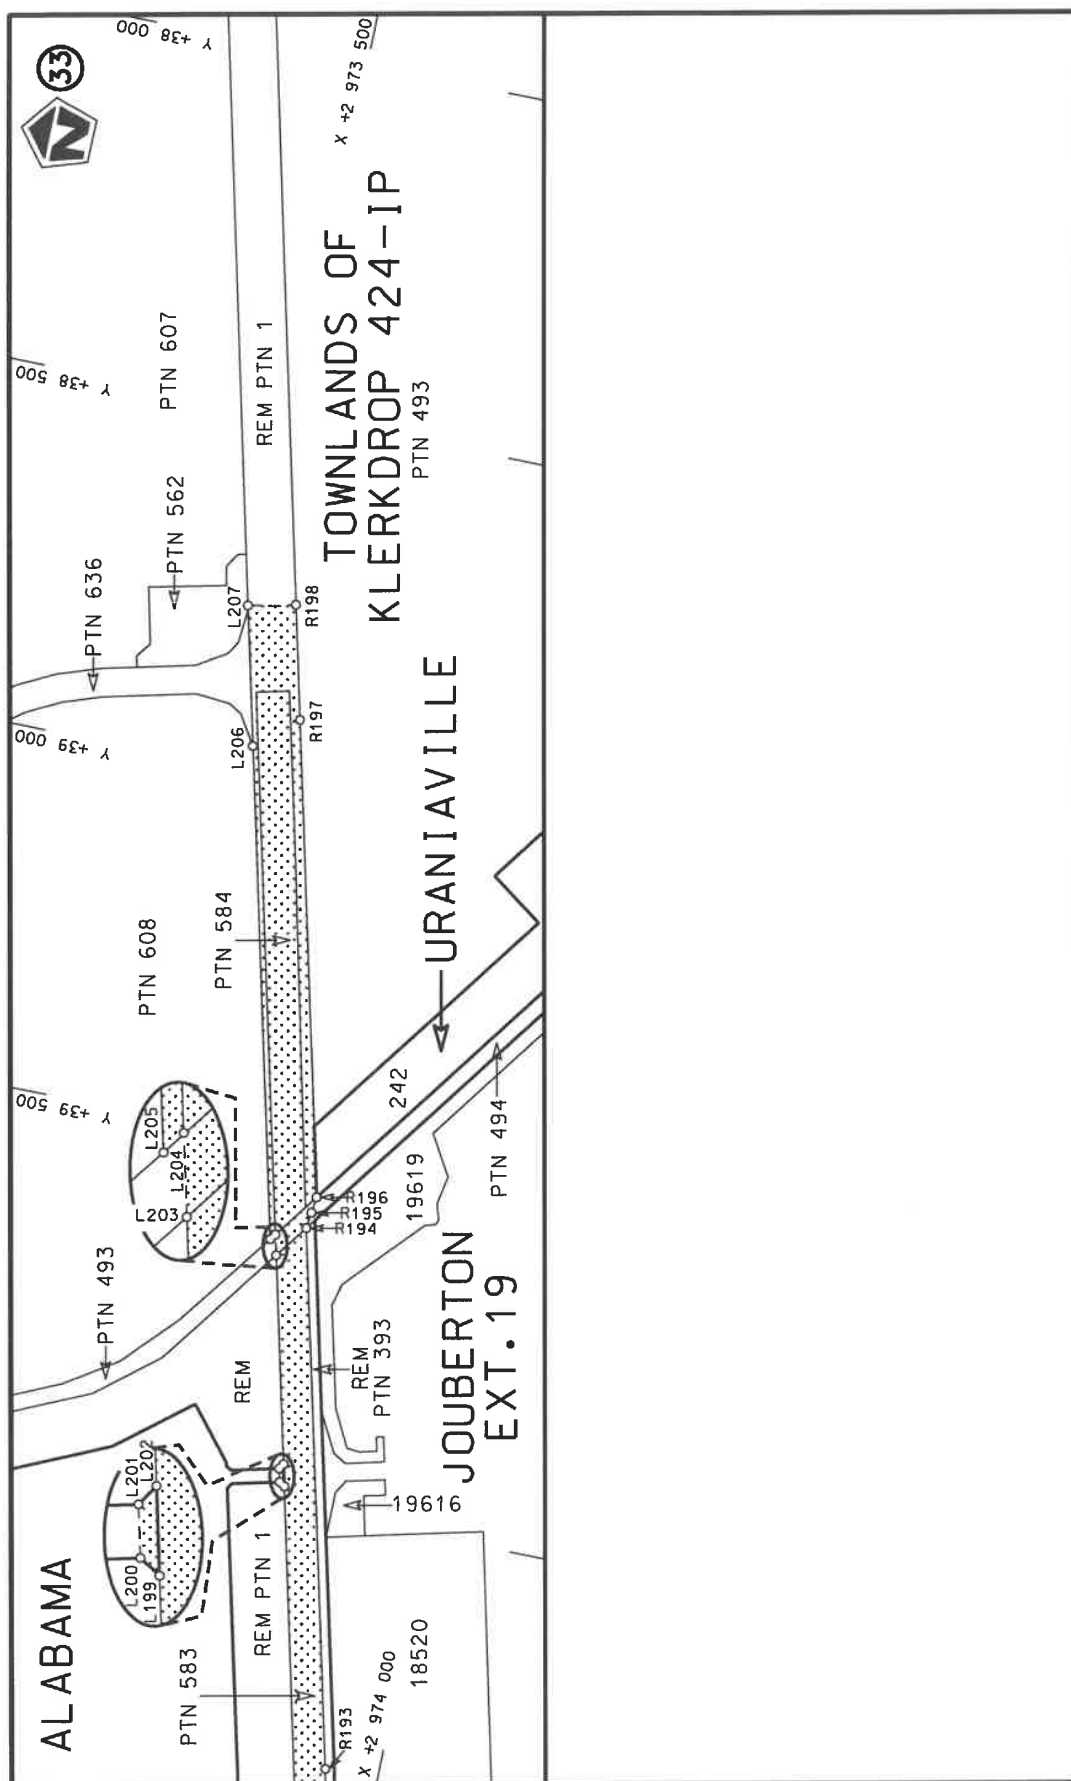 33
N
Y +38 000
X +2 973 500
Y +38 500
PTN 607
REM PTN 1
TOWNLANDS OF
KLERKDROP 424-IP
PTN 493
PTN 562
PTN 636
L207
R198
Y +39 000
L206
R197
URANIAVILLE
PTN 608
PTN 584
Y +39 500
L205
L204
L203
242
PTN 494
19619
R196
R195
R194
PTN 493
REM
REM
PTN 393
JOUBERTON
EXT.19
L202
L201
L200
L199
19616
ALABAMA
REM PTN 1
PTN 583
18520
X +2 974 000
R193